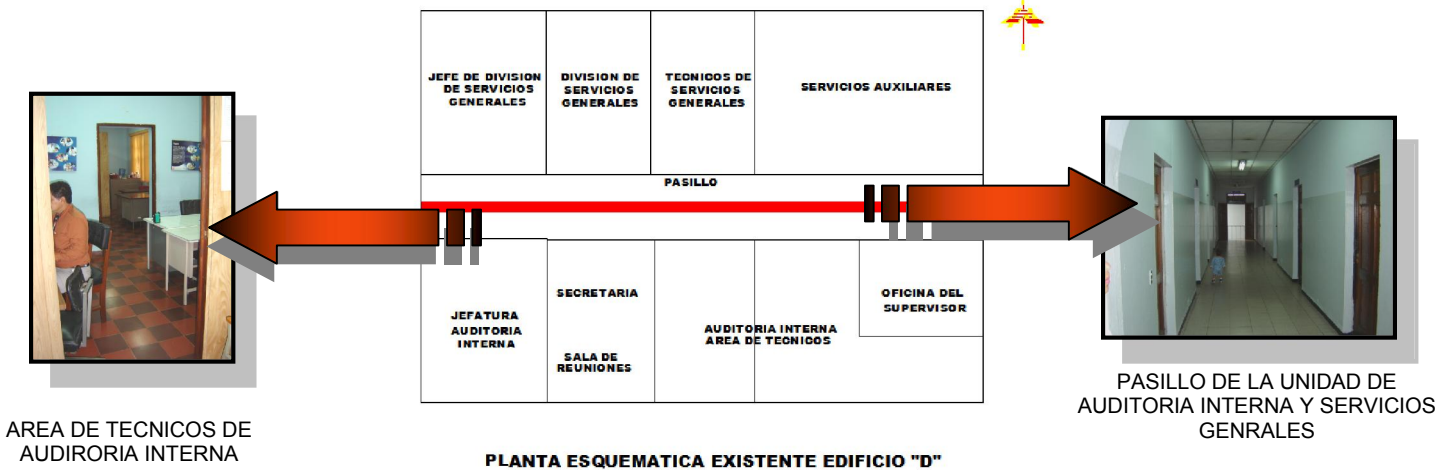 JEFE DE DIVISION
DE SERVICIOS
GENERALES
DIVISION DE
SERVICIOS
GENERALES
TECNICOS DE
SERVICIOS
GENERALES
SERVICIOS AUXILIARES
PASILLO
JEFATURA
AUDITORIA
INTERNA
SECRETARIA
SALA DE
REUNIONES
AUDITORIA INTERNA
AREA DE TECNICOS
OFICINA DEL
SUPERVISOR
AREA DE TECNICOS DE
AUDIRORIA INTERNA
PASILLO DE LA UNIDAD DE
AUDITORIA INTERNA Y SERVICIOS
GENRALES
PLANTA ESQUEMATICA EXISTENTE EDIFICIO "D"